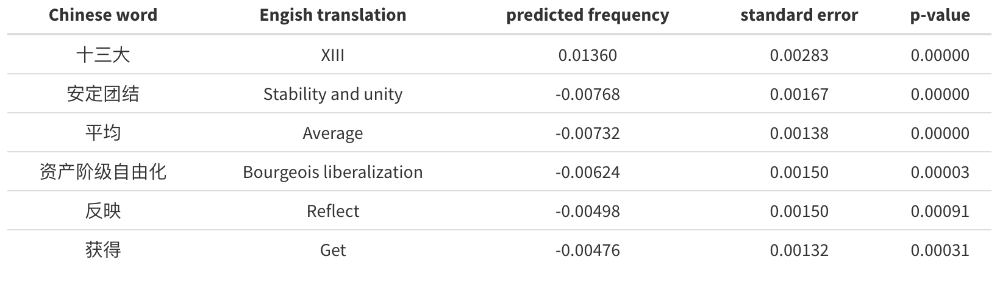 Chinese word Engish translation predicted frequency standard error p-value
十三大 XIII 0.01360 0.00283 0.00000
安定团结 Stability and unity -0.00768 0.00167 0.00000
平均 Average -0.00732 0.00138 0.00000
资产阶级自由化 Bourgeois liberalization -0.00624 0.00150 0.00003
反映 Reflect -0.00498 0.00150 0.00091
获得 Get -0.00476 0.00132 0.00031